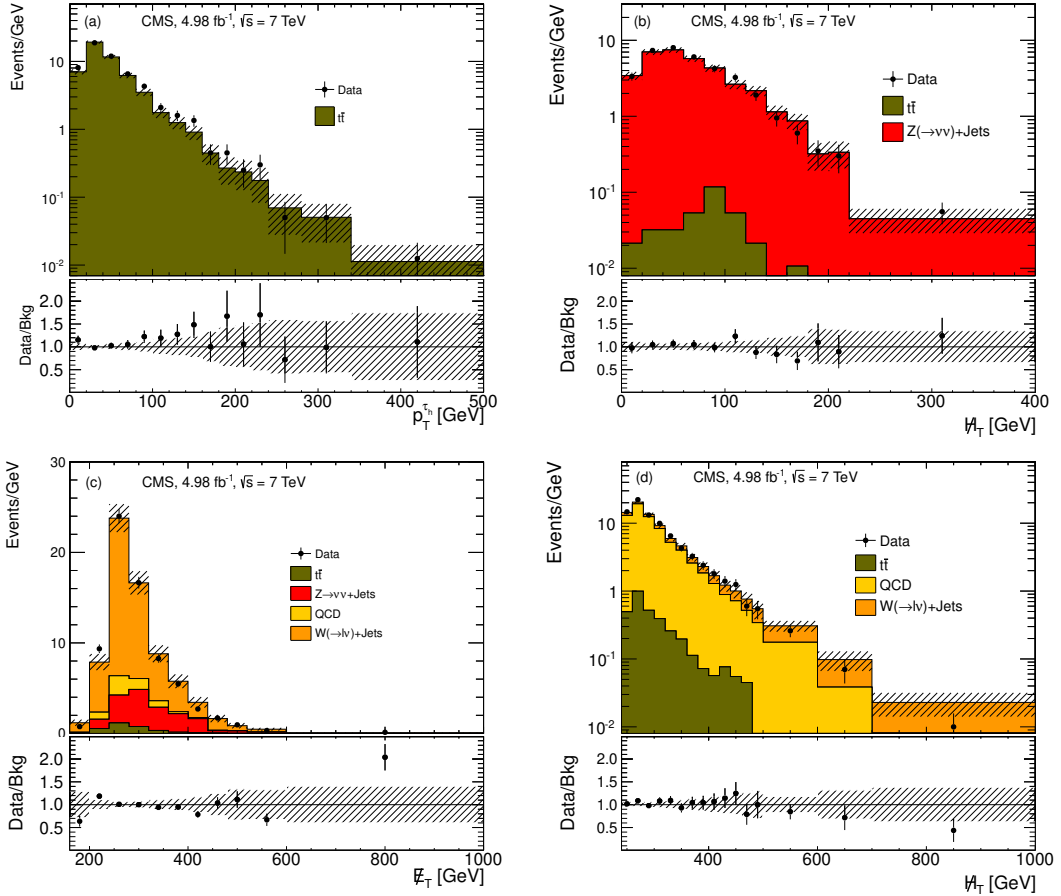 (a) CMS, 4.98 fb⁻¹, √s = 7 TeV
Events/GeV
10
1
10⁻¹
10⁻²
Data
tt̄
Data/Bkg
2.0
1.5
1.0
0.5
0 100 200 300 400 500
p_T^τh [GeV]
(b) CMS, 4.98 fb⁻¹, √s = 7 TeV
Events/GeV
10
1
10⁻¹
10⁻²
Data
tt̄
Z(→νν)+Jets
Data/Bkg
2.0
1.5
1.0
0.5
0 100 200 300 400
H̸_T [GeV]
(c) CMS, 4.98 fb⁻¹, √s = 7 TeV
Events/GeV
30
20
10
0
Data
tt̄
Z→νν+Jets
QCD
W(→lν)+Jets
Data/Bkg
2.0
1.5
1.0
0.5
200 400 600 800 1000
E̸_T [GeV]
(d) CMS, 4.98 fb⁻¹, √s = 7 TeV
Events/GeV
10
1
10⁻¹
10⁻²
Data
tt̄
QCD
W(→lν)+Jets
Data/Bkg
2.0
1.5
1.0
0.5
400 600 800 1000
H̸_T [GeV]